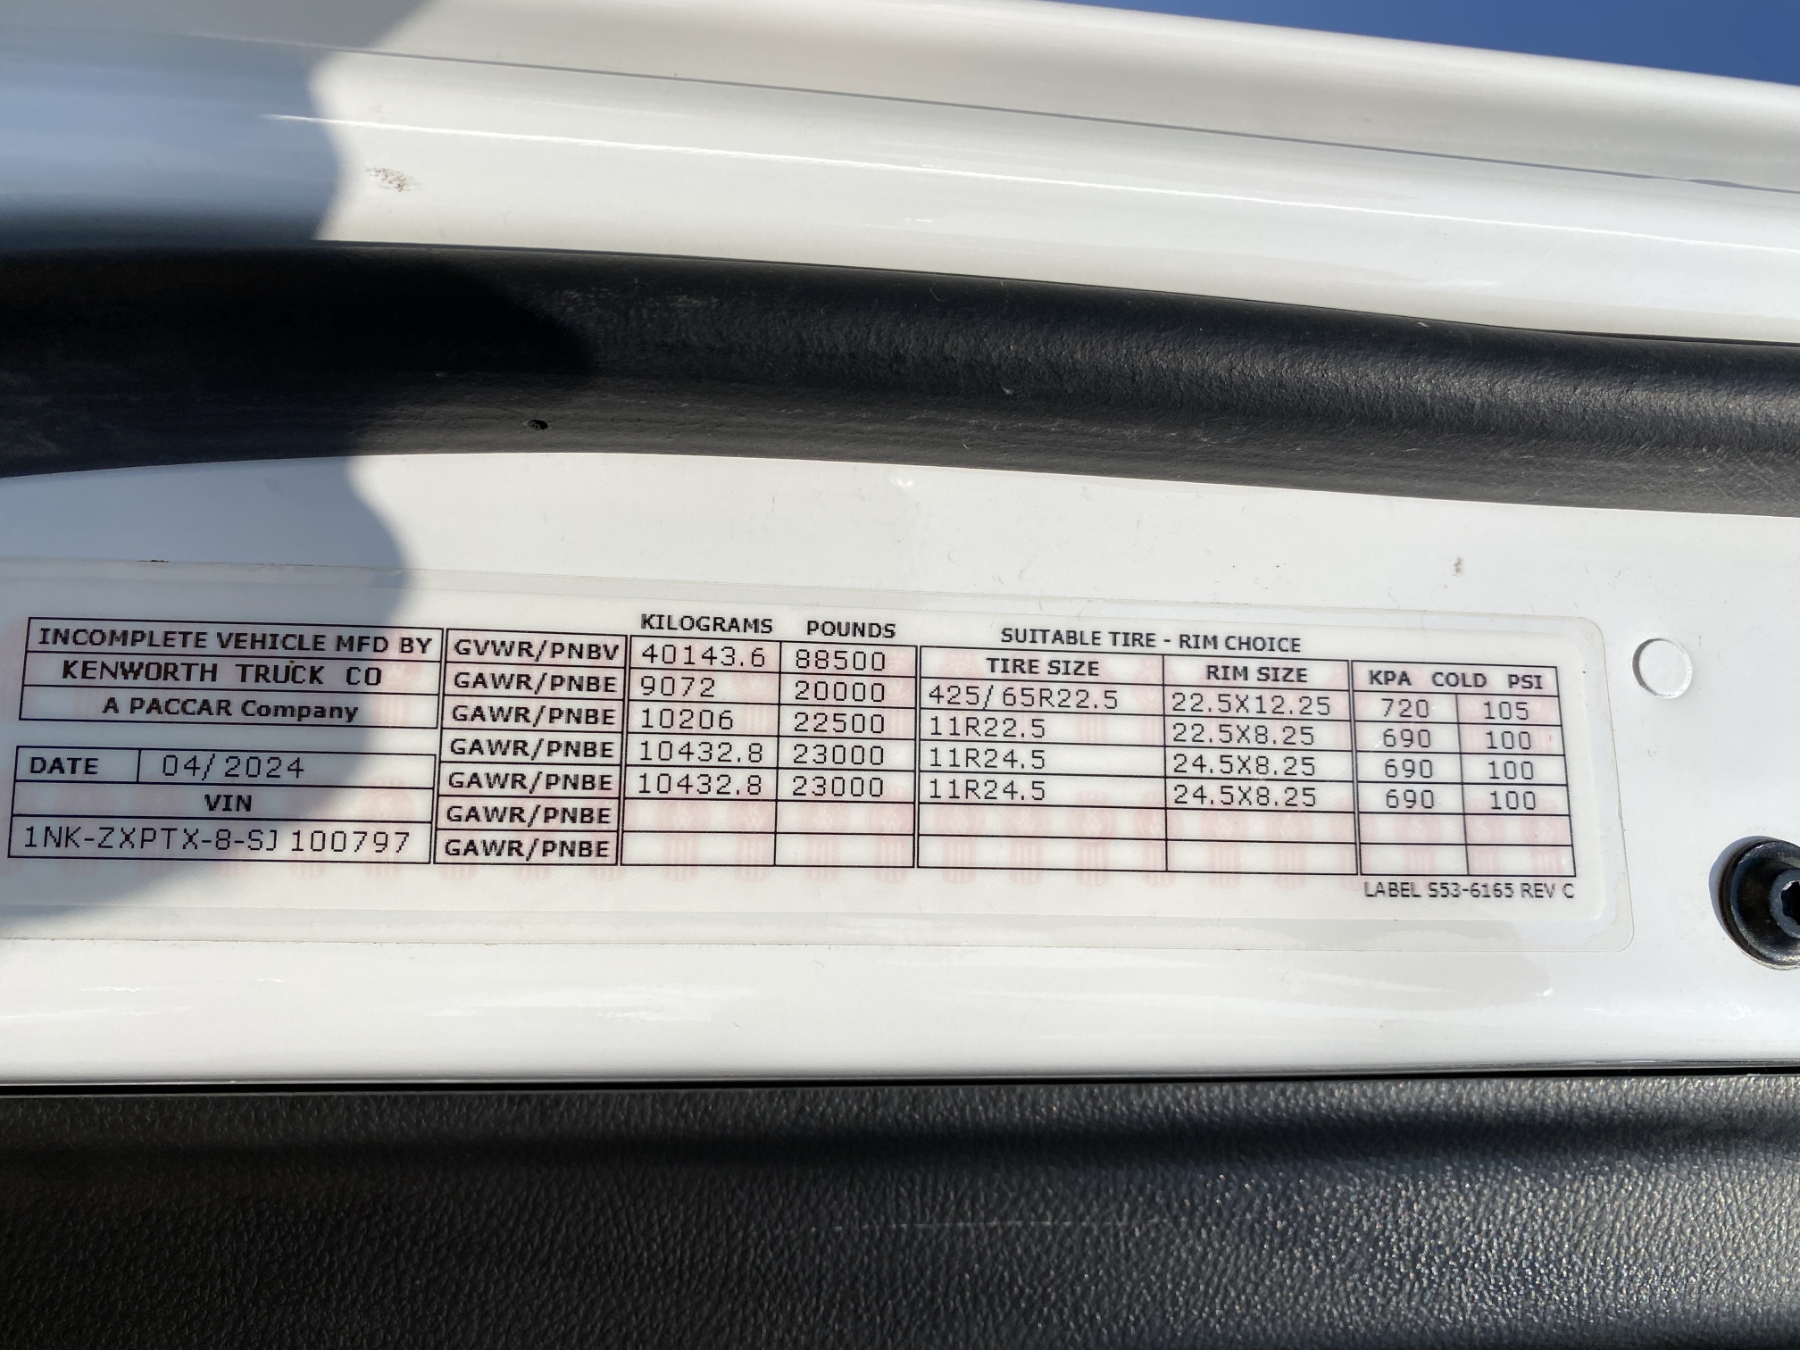 KILOGRAMS POUNDS SUITABLE TIRE - RIM CHOICE
INCOMPLETE VEHICLE MFD BY
KENWORTH TRUCK CO
A PACCAR Company
DATE 04/2024
VIN
1NK-ZXPTX-8-SJ100797
GVWR/PNBV 40143.6 88500 TIRE SIZE RIM SIZE KPA COLD PSI
GAWR/PNBE 9072 20000 425/65R22.5 22.5X12.25 720 105
GAWR/PNBE 10206 22500 11R22.5 22.5X8.25 690 100
GAWR/PNBE 10432.8 23000 11R24.5 24.5X8.25 690 100
GAWR/PNBE 10432.8 23000 11R24.5 24.5X8.25 690 100
GAWR/PNBE
GAWR/PNBE
LABEL S53-6165 REV C